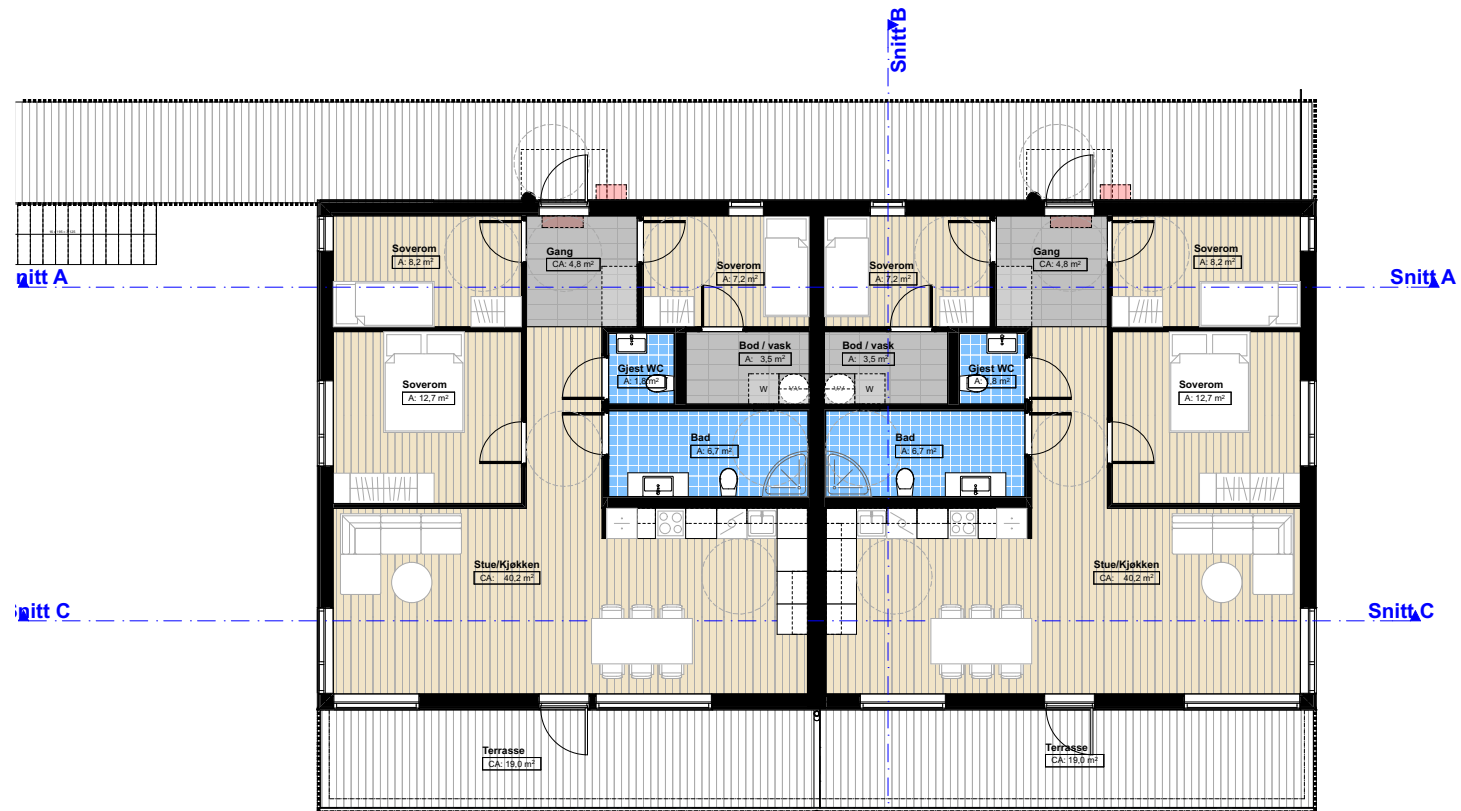 Snitt B
Soverom
A: 8,2 m²
Gang
CA: 4,8 m²
Soverom
A: 7,2 m²
Soverom
A: 7,2 m²
Gang
CA: 4,8 m²
Soverom
A: 8,2 m²
nitt A
Snitt A
Bod / vask
A: 3,5 m²
Bod / vask
A: 3,5 m²
Gjest WC
A: 1,8 m²
Gjest WC
A: 1,8 m²
W
W
Soverom
A: 12,7 m²
Soverom
A: 12,7 m²
Bad
A: 6,7 m²
Bad
A: 6,7 m²
Stue/Kjøkken
CA: 40,2 m²
Stue/Kjøkken
CA: 40,2 m²
Snitt C
Snitt C
Terrasse
CA: 19,0 m²
Terrasse
CA: 19,0 m²